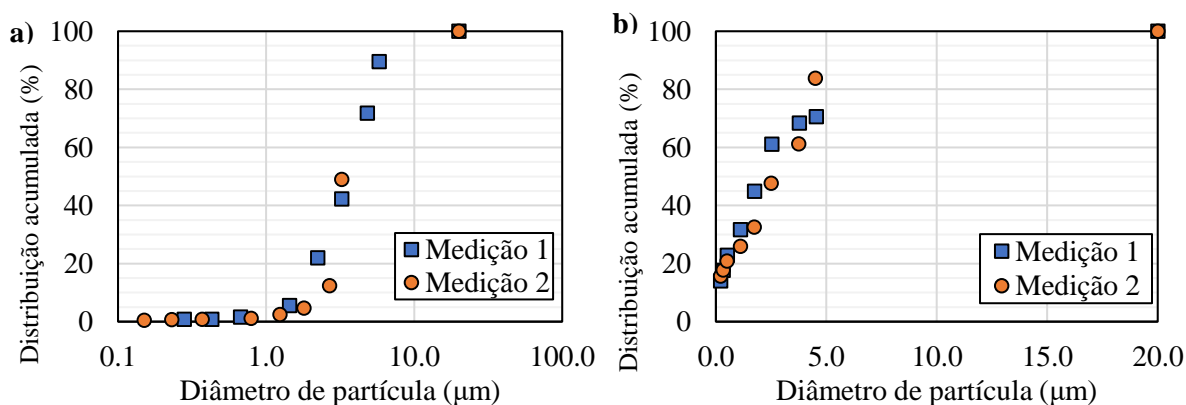 a)
Distribuição acumulada (%)
100
80
60
40
20
0
Medição 1
Medição 2
0.1 1.0 10.0 100.0
Diâmetro de partícula (μm)
b)
Distribuição acumulada (%)
100
80
60
40
20
0
Medição 1
Medição 2
0.0 5.0 10.0 15.0 20.0
Diâmetro de partícula (μm)